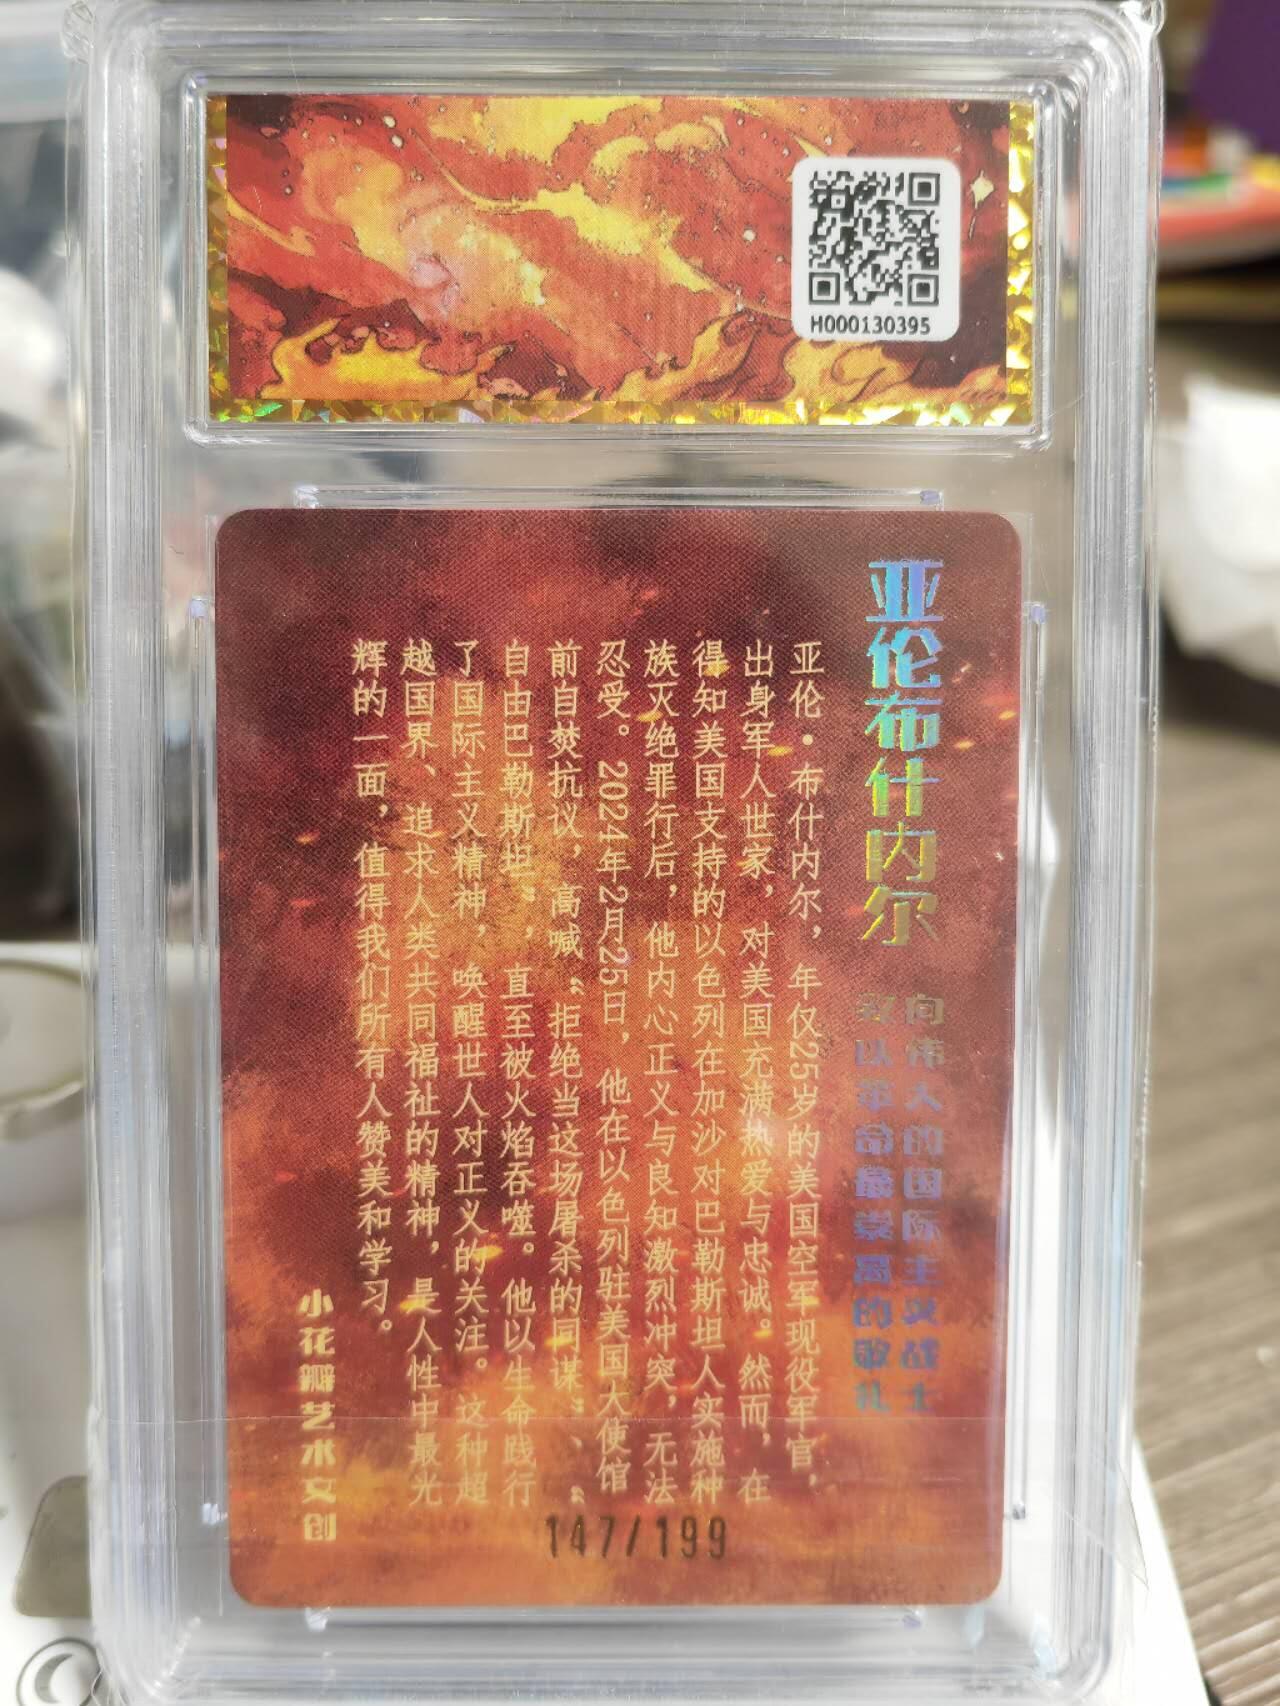 H000130395
亚伦布什内尔
向伟大的国际主义战士
致以革命最崇高的敬礼
亚伦·布什内尔，年仅25岁的美国空军现役军官，
出身军人世家，对美国充满热爱与忠诚。然而，在
得知美国支持的以色列在加沙对巴勒斯坦人实施种
族灭绝罪行后，他内心正义与良知激烈冲突，无法
忍受。2024年2月25日，他在以色列驻美国大使馆
前自焚抗议，高喊“拒绝当这场屠杀的同谋”、“
自由巴勒斯坦”，直至被火焰吞噬。他以生命践行
了国际主义精神，唤醒世人对正义的关注。这种超
越国界、追求人类共同福祉的精神，是人性中最光
辉的一面，值得我们所有人赞美和学习。
小花瓣艺术文创
147/199